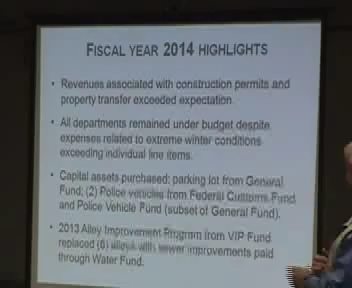 FISCAL YEAR 2014 HIGHLIGHTS
• Revenues associated with construction permits and
property transfer exceeded expectation.
• All departments remained under budget despite
expenses related to extreme winter conditions
exceeding individual line items.
• Capital assets purchased: parking lot from General
Fund; (2) Police vehicles from Federal Customs Fund
and Police Vehicle Fund (subset of General Fund).
• 2013 Alley Improvement Program from VIP Fund
replaced (6) alleys with sewer improvements paid
through Water Fund.